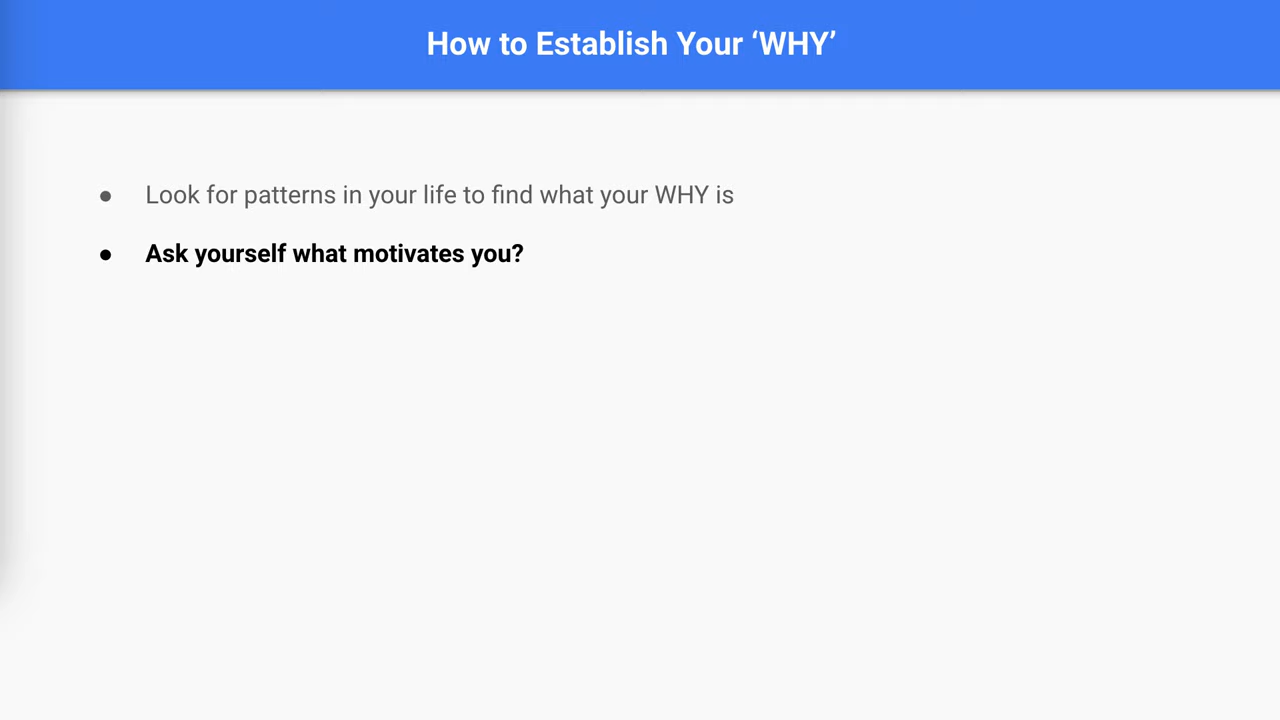 How to Establish Your ‘WHY’
● Look for patterns in your life to find what your WHY is
● Ask yourself what motivates you?